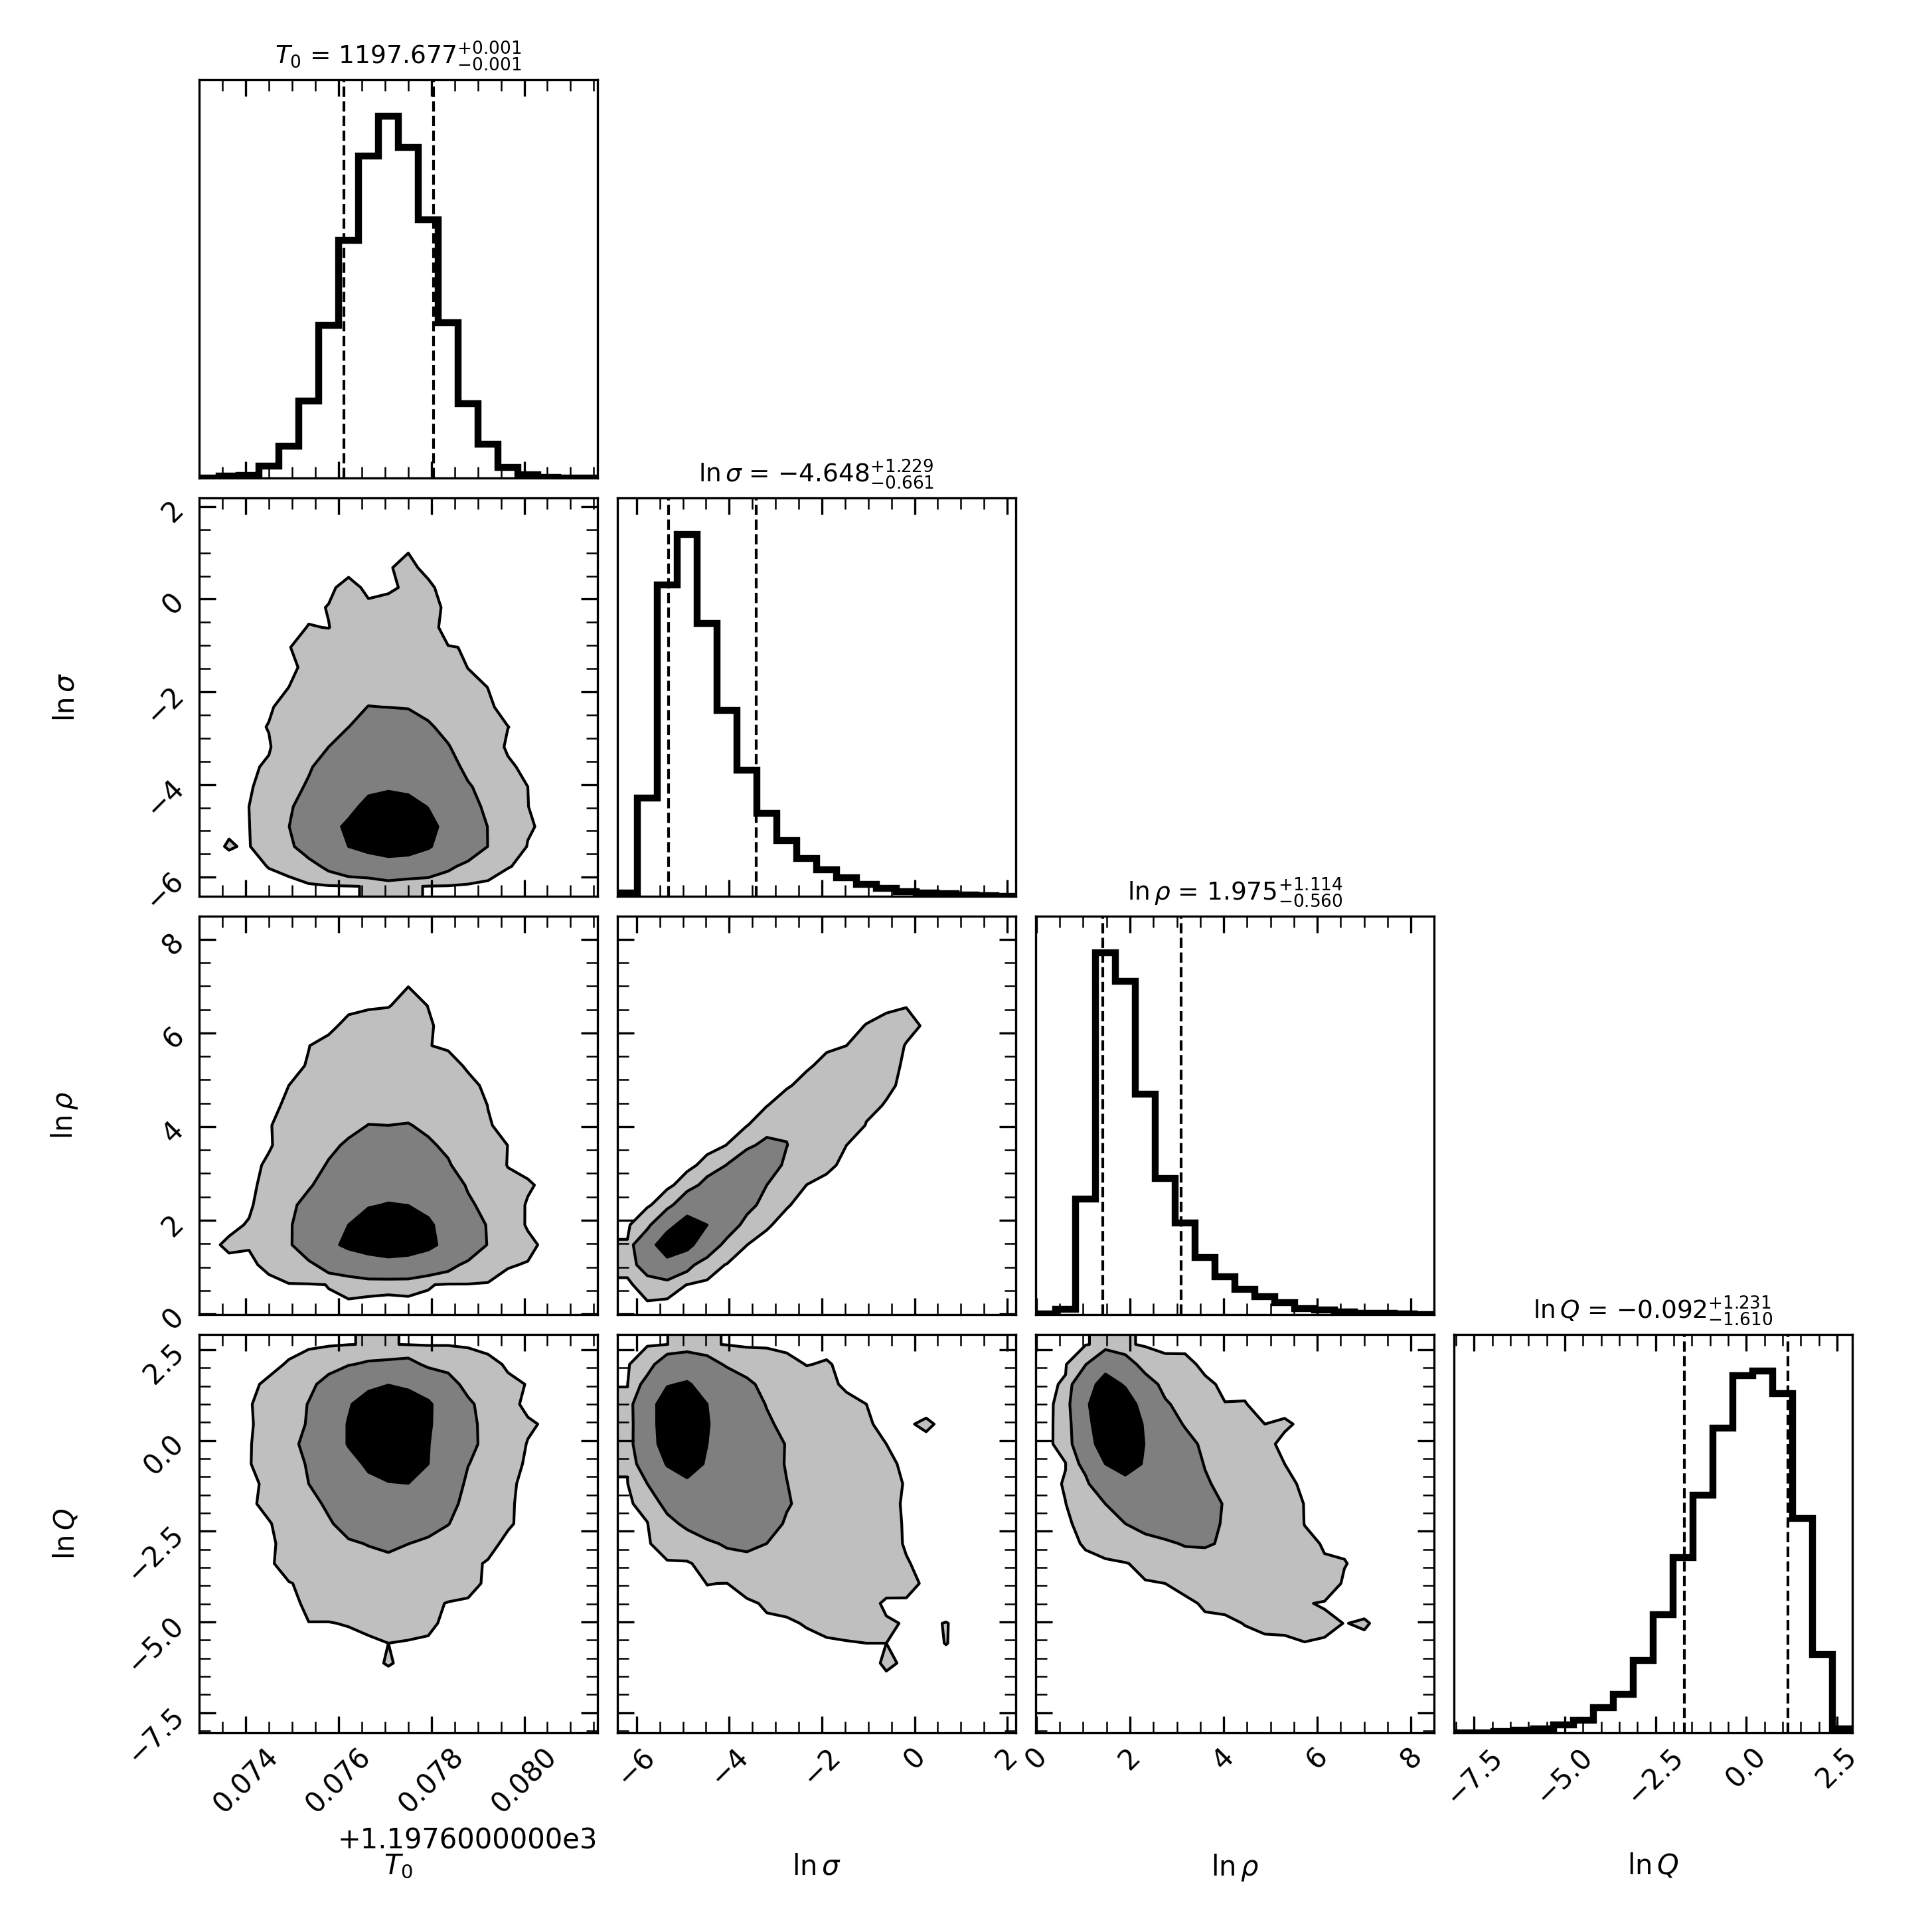 T₀ = 1197.677⁺⁰·⁰⁰¹₋₀.₀₀₁
ln σ = −4.648⁺¹·²²⁹₋₀.₆₆₁
ln ρ = 1.975⁺¹·¹¹⁴₋₀.₅₆₀
ln Q = −0.092⁺¹·²³¹₋₁.₆₁₀
ln σ
2
0
−2
−4
−6
ln ρ
8
6
4
2
0
ln Q
2.5
0.0
−2.5
−5.0
−7.5
0.074 0.076 0.078 0.080
−6 −4 −2 0 2
0 2 4 6 8
−7.5 −5.0 −2.5 0.0 2.5
+1.1976000000e3
T₀ ln σ ln ρ ln Q